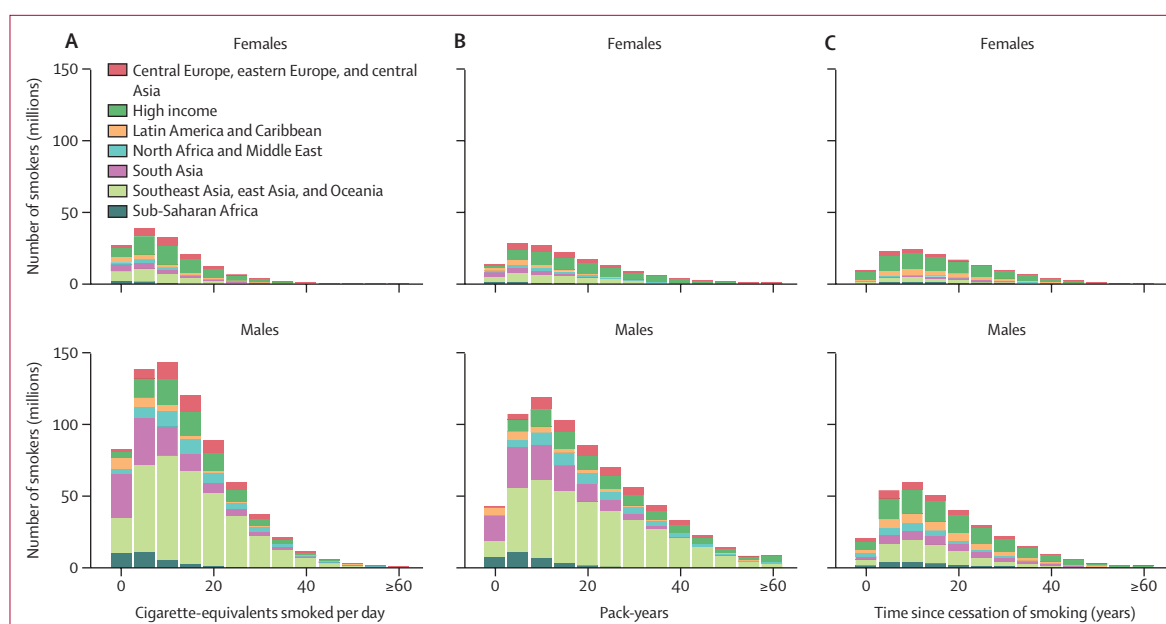 A
B
C
Females
Females
Females
Number of smokers (millions)
150
100
50
0
Central Europe, eastern Europe, and central
Asia
High income
Latin America and Caribbean
North Africa and Middle East
South Asia
Southeast Asia, east Asia, and Oceania
Sub-Saharan Africa
Males
Males
Males
Number of smokers (millions)
150
100
50
0
0 20 40 ≥60
0 20 40 ≥60
0 20 40 ≥60
Cigarette-equivalents smoked per day
Pack-years
Time since cessation of smoking (years)